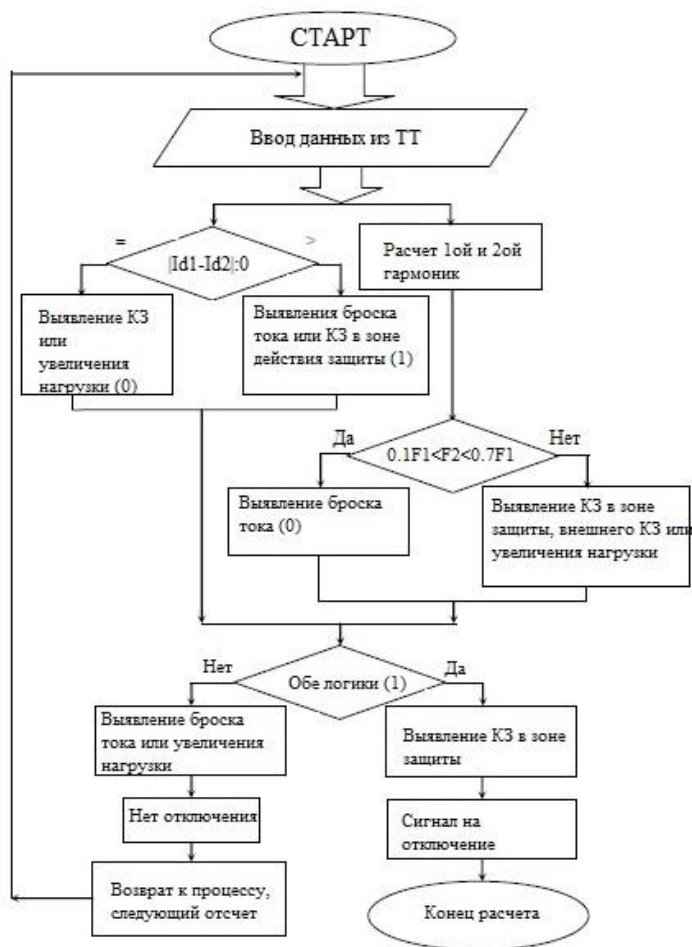 СТАРТ
Ввод данных из ТТ
=
>
|Id1-Id2|:0
Расчет 1ой и 2ой
гармоник
Выявление КЗ
или
увеличения
нагрузки (0)
Выявления броска
тока или КЗ в зоне
действия защиты (1)
Да
Нет
0.1F1<F2<0.7F1
Выявление броска
тока (0)
Выявление КЗ в зоне
защиты, внешнего КЗ или
увеличения нагрузки
Нет
Да
Обе логики (1)
Выявление броска
тока или увеличения
нагрузки
Выявление КЗ в зоне
защиты
Нет отключения
Сигнал на
отключение
Возврат к процессу,
следующий отсчет
Конец расчета